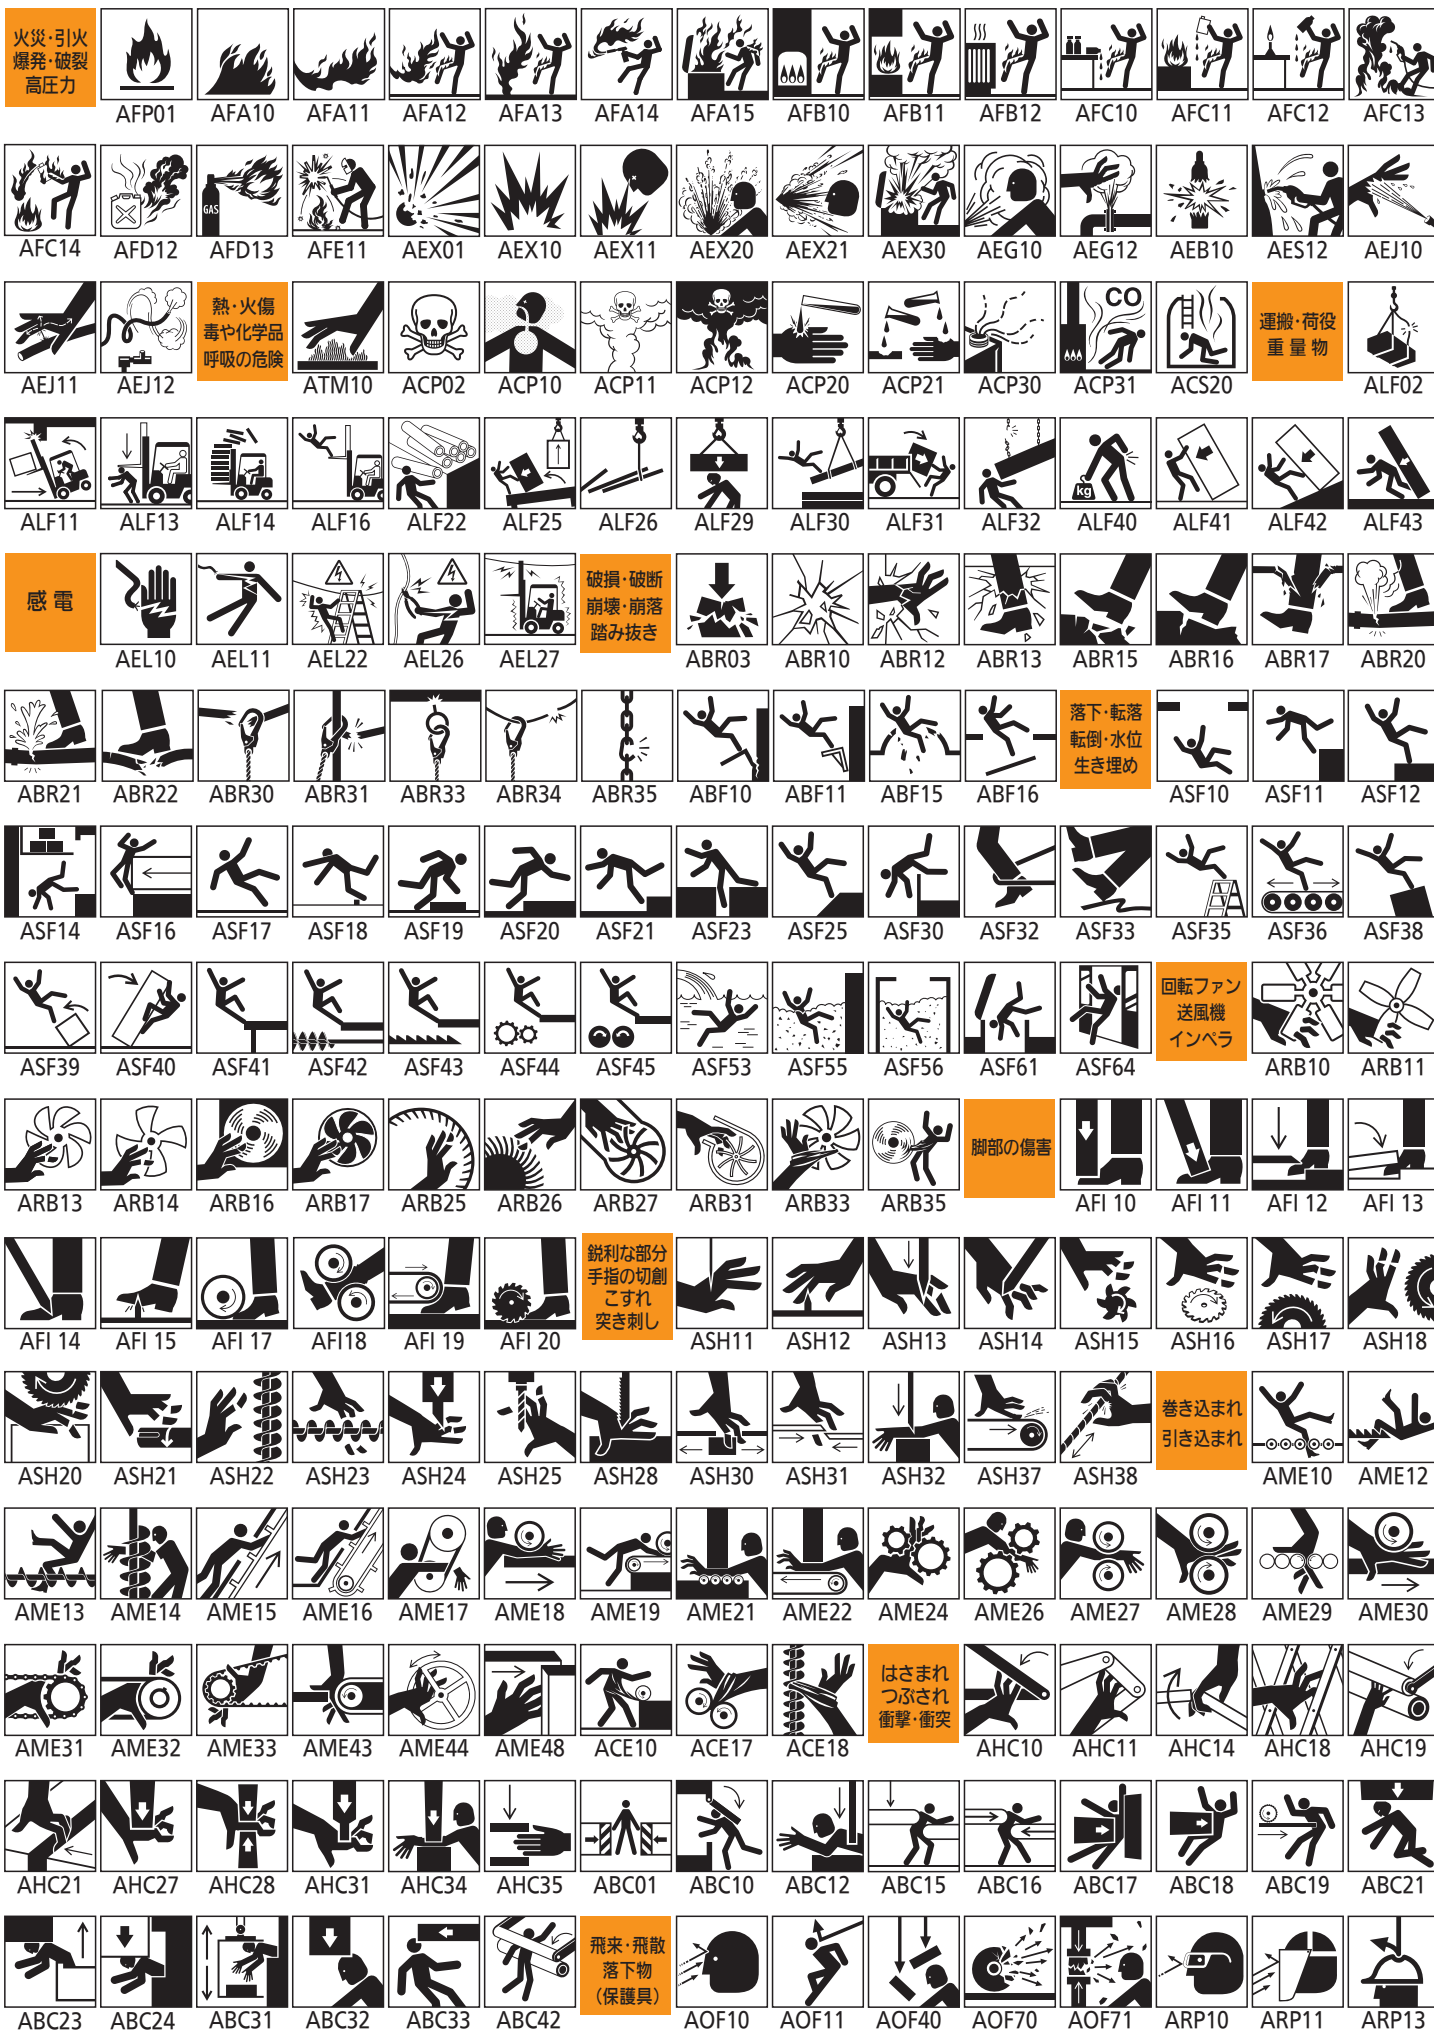 火災・引火
爆発・破裂
高圧力
AFP01 AFA10 AFA11 AFA12 AFA13 AFA14 AFA15 AFB10 AFB11 AFB12 AFC10 AFC11 AFC12 AFC13
GAS
AFC14 AFD12 AFD13 AFE11 AEX01 AEX10 AEX11 AEX20 AEX21 AEX30 AEG10 AEG12 AEB10 AES12 AEJ10
熱・火傷
毒や化学品
呼吸の危険
CO
運搬・荷役
重量物
AEJ11 AEJ12 ATM10 ACP02 ACP10 ACP11 ACP12 ACP20 ACP21 ACP30 ACP31 ACS20 ALF02
kg
ALF11 ALF13 ALF14 ALF16 ALF22 ALF25 ALF26 ALF29 ALF30 ALF31 ALF32 ALF40 ALF41 ALF42 ALF43
感電
破損・破断
崩壊・崩落
踏み抜き
AEL10 AEL11 AEL22 AEL26 AEL27 ABR03 ABR10 ABR12 ABR13 ABR15 ABR16 ABR17 ABR20
落下・転落
転倒・水位
生き埋め
ABR21 ABR22 ABR30 ABR31 ABR33 ABR34 ABR35 ABF10 ABF11 ABF15 ABF16 ASF10 ASF11 ASF12
ASF14 ASF16 ASF17 ASF18 ASF19 ASF20 ASF21 ASF23 ASF25 ASF30 ASF32 ASF33 ASF35 ASF36 ASF38
回転ファン
送風機
インペラ
ASF39 ASF40 ASF41 ASF42 ASF43 ASF44 ASF45 ASF53 ASF55 ASF56 ASF61 ASF64 ARB10 ARB11
脚部の傷害
ARB13 ARB14 ARB16 ARB17 ARB25 ARB26 ARB27 ARB31 ARB33 ARB35 AFI 10 AFI 11 AFI 12 AFI 13
鋭利な部分
手指の切創
こすれ
突き刺し
AFI 14 AFI 15 AFI 17 AFI18 AFI 19 AFI 20 ASH11 ASH12 ASH13 ASH14 ASH15 ASH16 ASH17 ASH18
巻き込まれ
引き込まれ
ASH20 ASH21 ASH22 ASH23 ASH24 ASH25 ASH28 ASH30 ASH31 ASH32 ASH37 ASH38 AME10 AME12
AME13 AME14 AME15 AME16 AME17 AME18 AME19 AME21 AME22 AME24 AME26 AME27 AME28 AME29 AME30
はさまれ
つぶされ
衝撃・衝突
AME31 AME32 AME33 AME43 AME44 AME48 ACE10 ACE17 ACE18 AHC10 AHC11 AHC14 AHC18 AHC19
AHC21 AHC27 AHC28 AHC31 AHC34 AHC35 ABC01 ABC10 ABC12 ABC15 ABC16 ABC17 ABC18 ABC19 ABC21
飛来・飛散
落下物
（保護具）
ABC23 ABC24 ABC31 ABC32 ABC33 ABC42 AOF10 AOF11 AOF40 AOF70 AOF71 ARP10 ARP11 ARP13